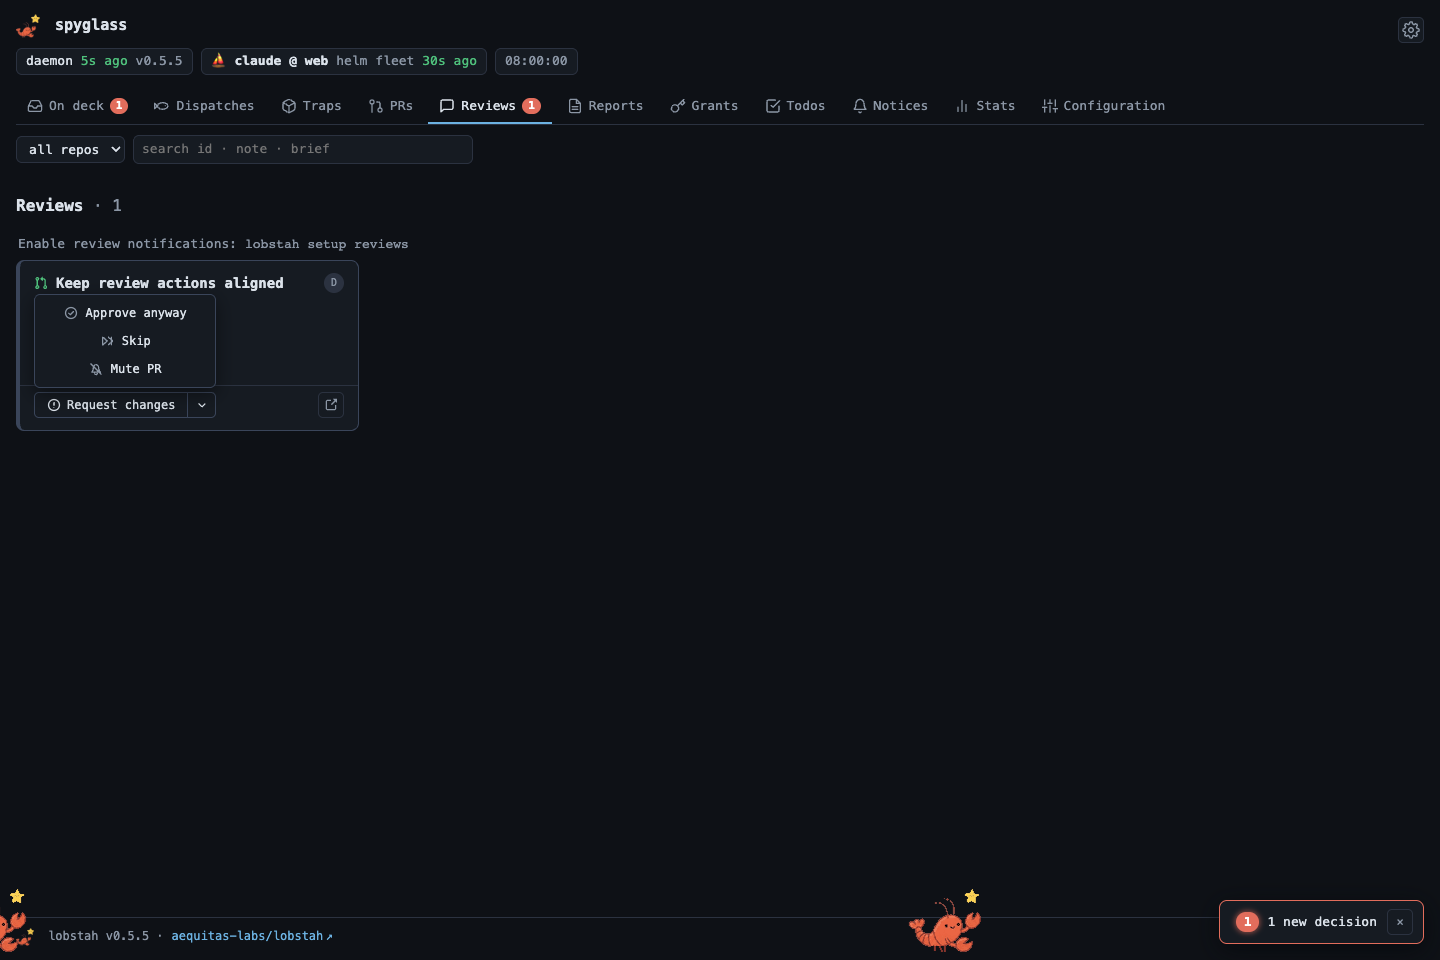 spyglass
daemon 5s ago v0.5.5
claude @ web helm fleet 30s ago
08:00:00
On deck 1
Dispatches
Traps
PRs
Reviews 1
Reports
Grants
Todos
Notices
Stats
Configuration
all repos
search id · note · brief
Reviews · 1
Enable review notifications: lobstah setup reviews
Keep review actions aligned
D
Approve anyway
Skip
Mute PR
Request changes
lobstah v0.5.5 · aequitas-labs/lobstah↗
1 1 new decision ×